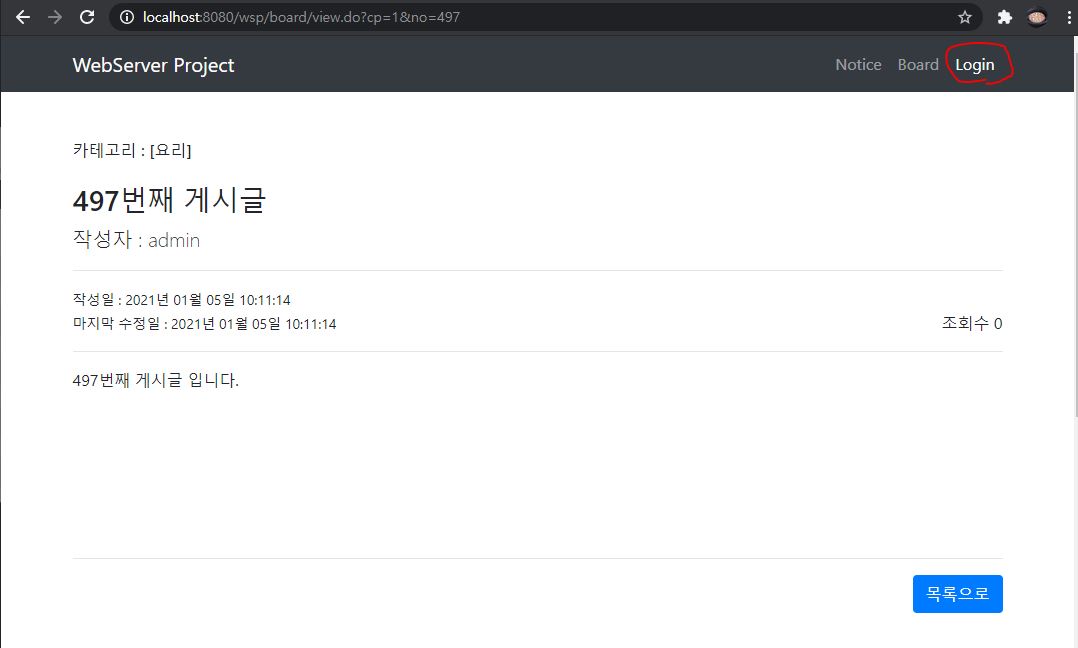 localhost:8080/wsp/board/view.do?cp=1&no=497
WebServer Project
Notice Board Login
카테고리 : [요리]
497번째 게시글
작성자 : admin
작성일 : 2021년 01월 05일 10:11:14
마지막 수정일 : 2021년 01월 05일 10:11:14
조회수 0
497번째 게시글 입니다.
목록으로